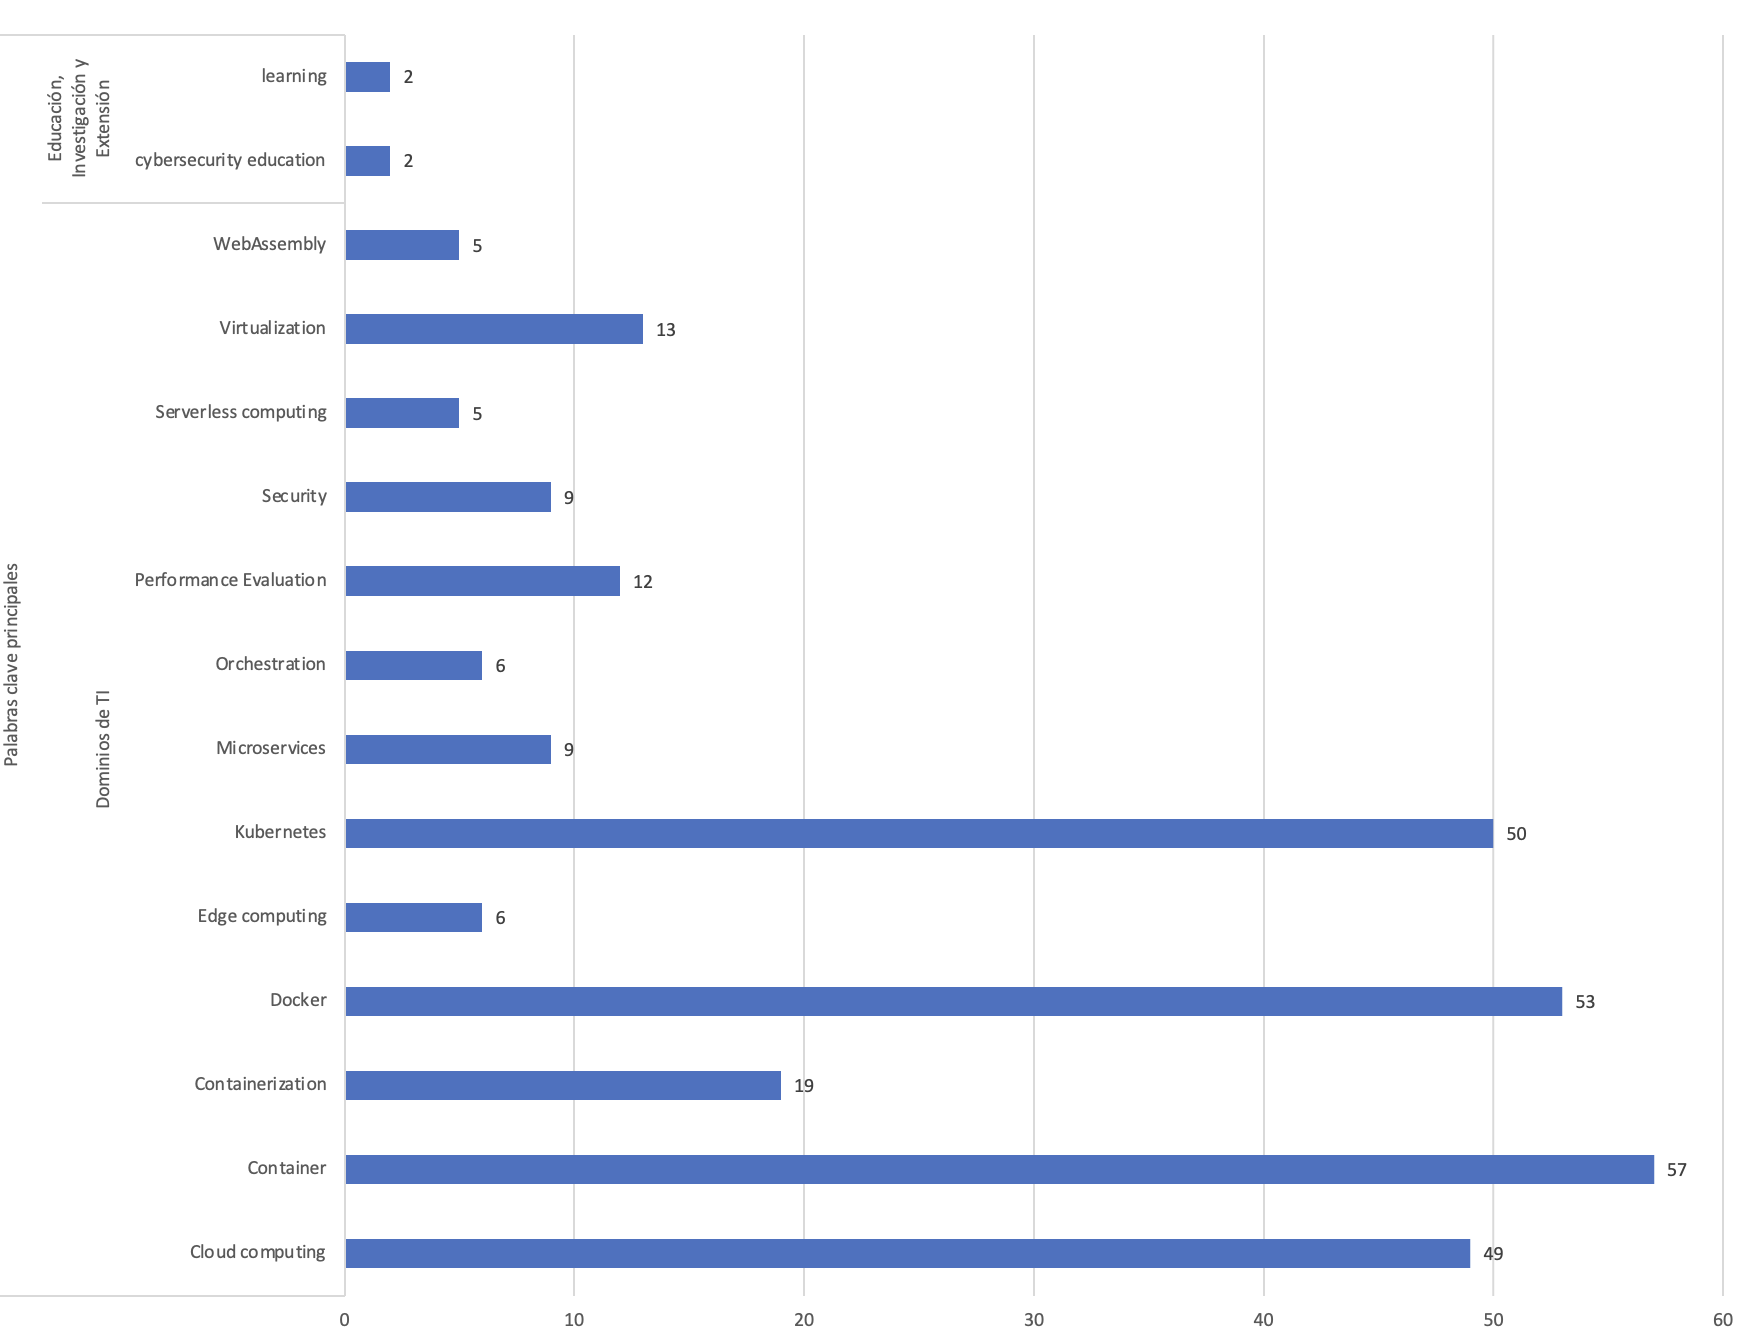 Palabras clave principales
Educación,
Investigación y
Extensión
learning 2
cybersecurity education 2
Dominios de TI
WebAssembly 5
Virtualization 13
Serverless computing 5
Security 9
Performance Evaluation 12
Orchestration 6
Microservices 9
Kubernetes 50
Edge computing 6
Docker 53
Containerization 19
Container 57
Cloud computing 49
0 10 20 30 40 50 60